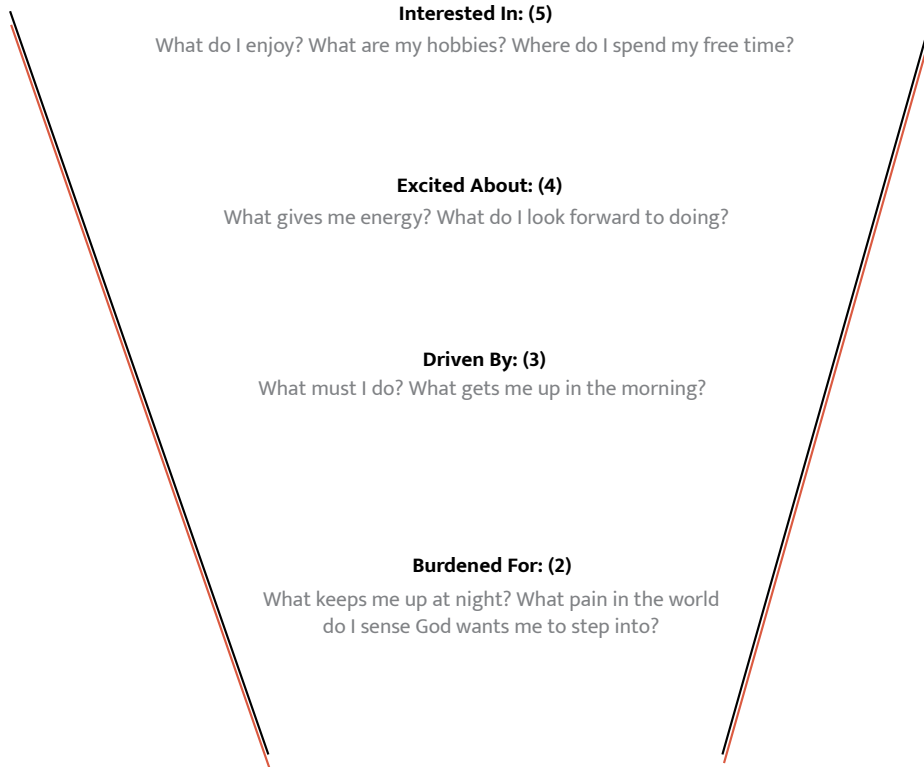 Interested In: (5)
What do I enjoy? What are my hobbies? Where do I spend my free time?
Excited About: (4)
What gives me energy? What do I look forward to doing?
Driven By: (3)
What must I do? What gets me up in the morning?
Burdened For: (2)
What keeps me up at night? What pain in the world
do I sense God wants me to step into?